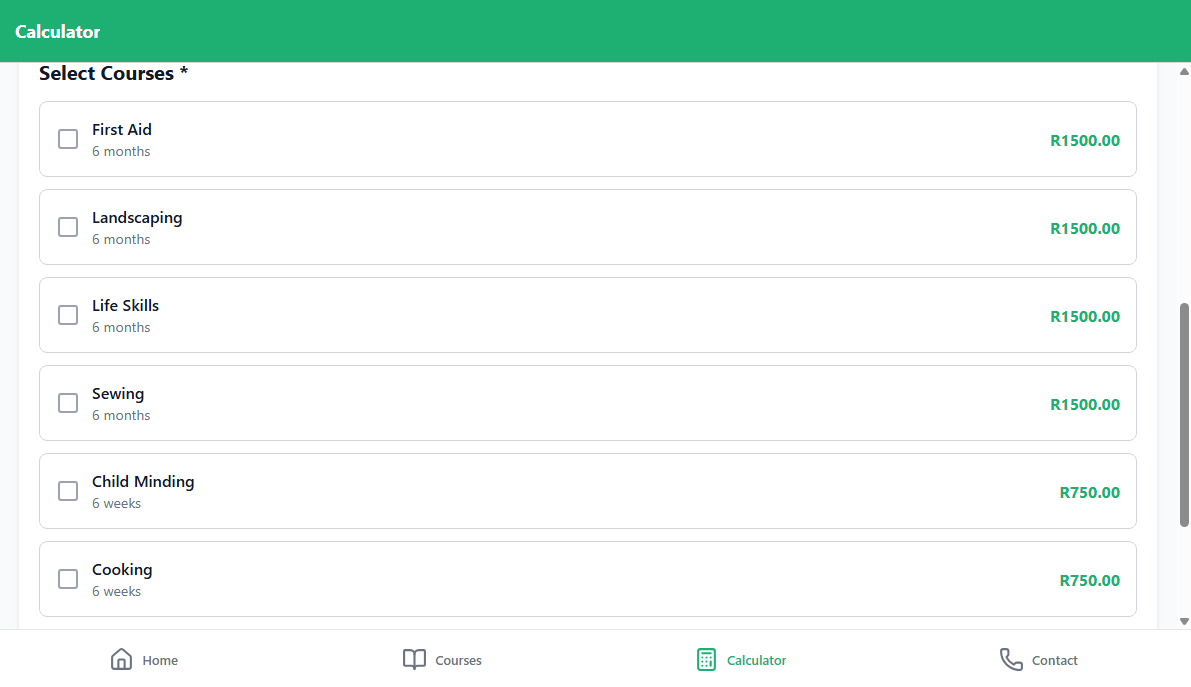 Calculator
Select Courses *
First Aid
6 months
R1500.00
Landscaping
6 months
R1500.00
Life Skills
6 months
R1500.00
Sewing
6 months
R1500.00
Child Minding
6 weeks
R750.00
Cooking
6 weeks
R750.00
Home
Courses
Calculator
Contact